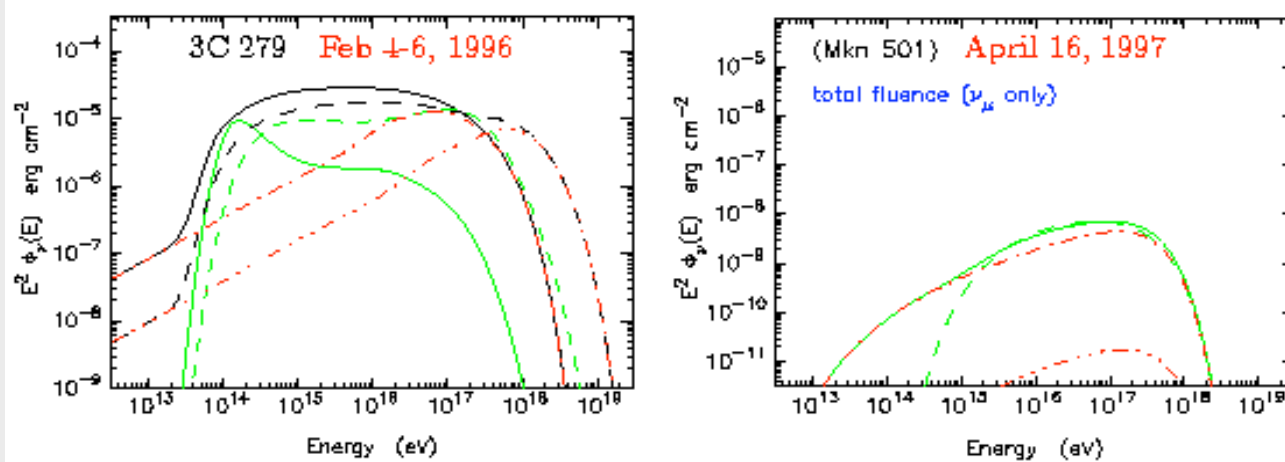 3C 279 Feb 4-6, 1996
E² ϕᵥ(E) erg cm⁻²
10⁻⁴
10⁻⁵
10⁻⁶
10⁻⁷
10⁻⁸
10⁻⁹
10¹³ 10¹⁴ 10¹⁵ 10¹⁶ 10¹⁷ 10¹⁸ 10¹⁹
Energy (eV)
(Mkn 501) April 16, 1997
total fluence (ν_μ only)
E² ϕᵥ(E) erg cm⁻²
10⁻⁵
10⁻⁶
10⁻⁷
10⁻⁸
10⁻⁹
10⁻¹⁰
10⁻¹¹
10¹³ 10¹⁴ 10¹⁵ 10¹⁶ 10¹⁷ 10¹⁸ 10¹⁹
Energy (eV)